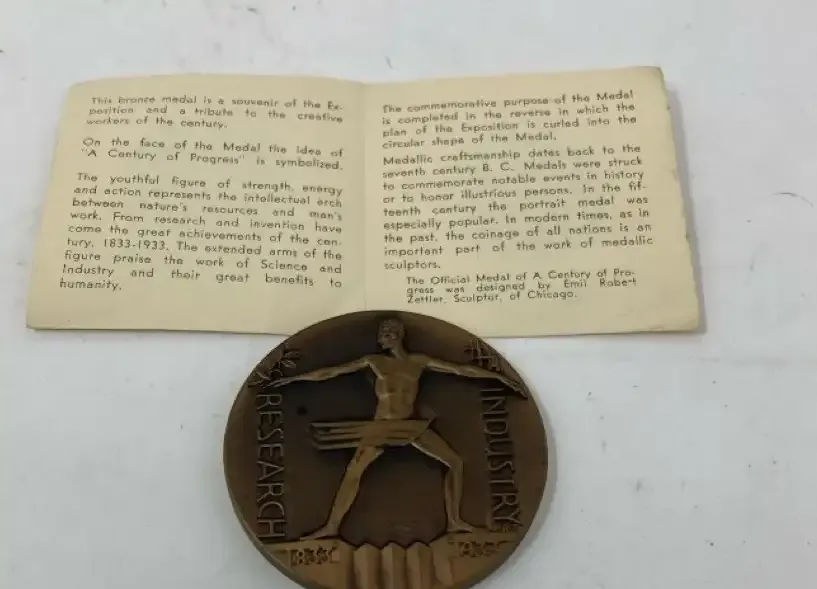 This bronze medal is a souvenir of the Ex-
position and a tribute to the creative
workers of the century.
On the face of the Medal the idea of
"A Century of Progress" is symbolized.
The youthful figure of strength, energy
and action represents the intellectual arch
between nature's resources and man's
work. From research and invention have
come the great achievements of the cen-
tury, 1833-1933. The extended arms of the
figure praise the work of Science and
Industry and their great benefits to
humanity.
The commemorative purpose of the Medal
is completed in the reverse in which the
plan of the Exposition is curled into the
circular shape of the Medal.
Medallic craftsmanship dates back to the
seventh century B. C. Medals were struck
to commemorate notable events in history
or to honor illustrious persons. In the fif-
teenth century the portrait medal was
especially popular. In modern times, as in
the past, the coinage of all nations is an
important part of the work of medallic
sculptors.
The Official Medal of A Century of Pro-
gress was designed by Emil Robert
Zettler, Sculptor, of Chicago.
RESEARCH
INDUSTRY
1833
1933